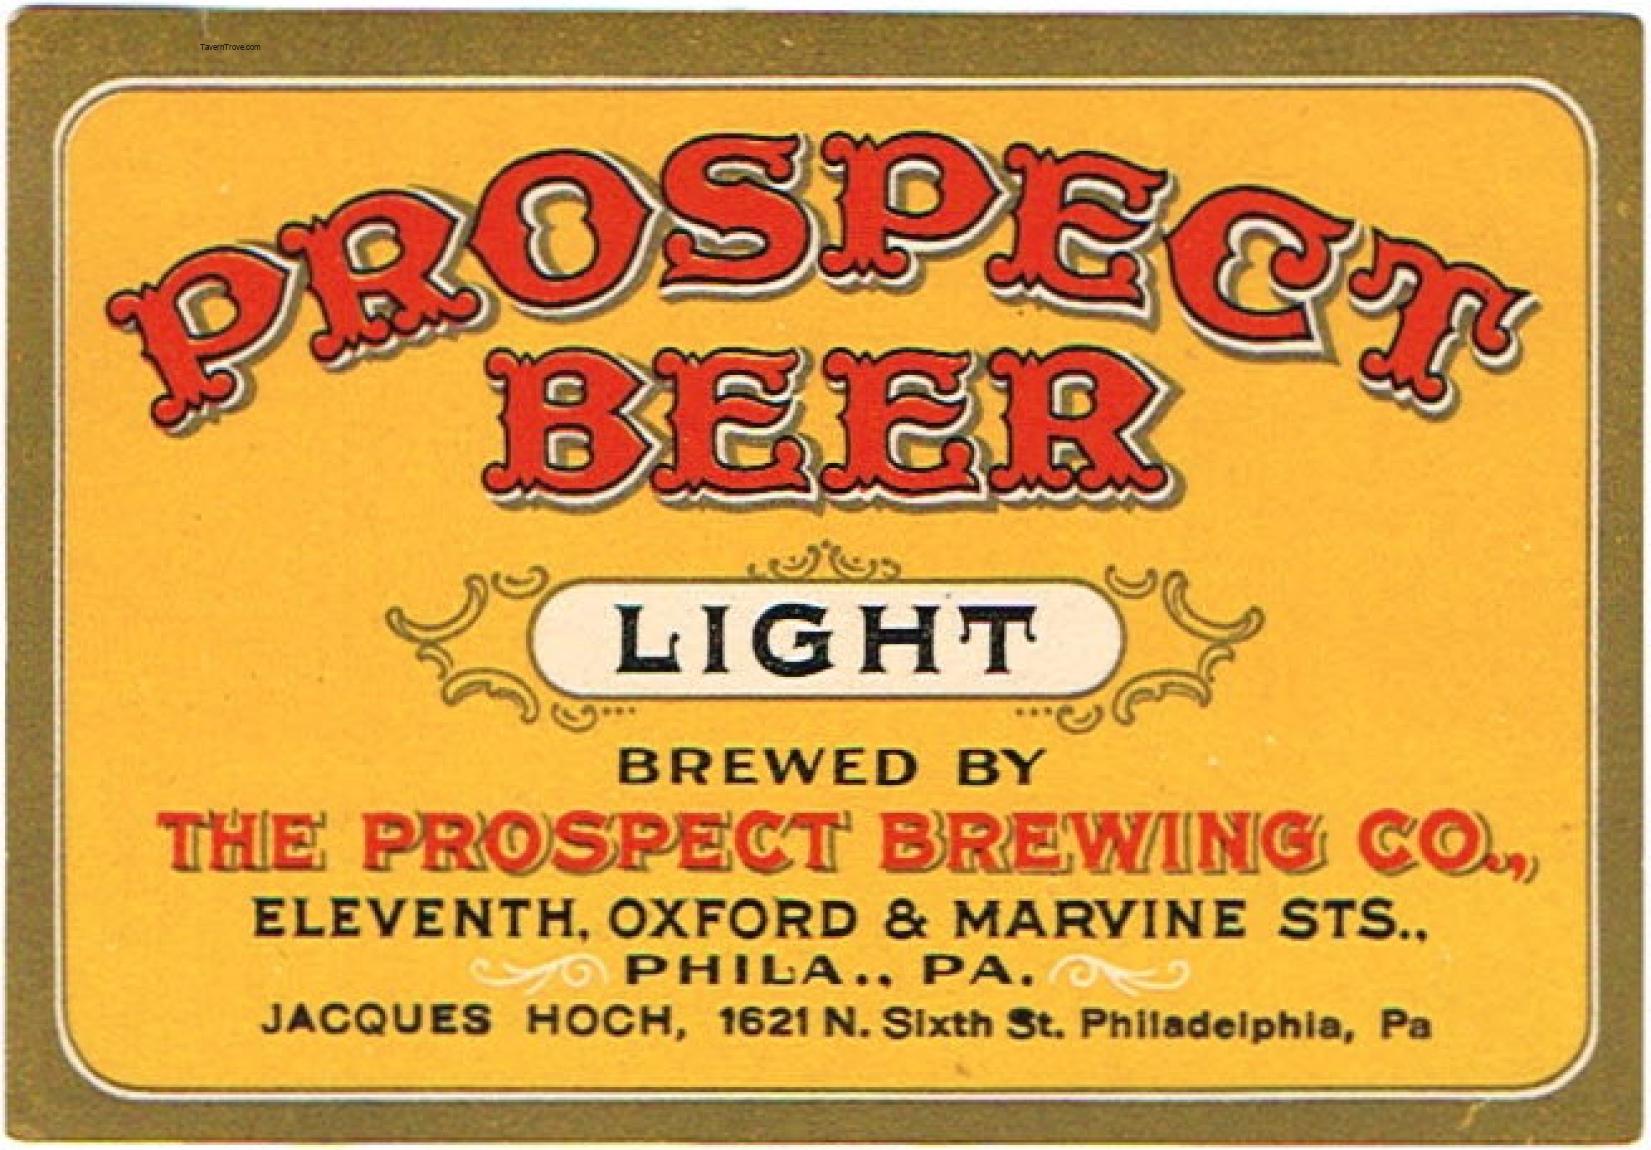 TavernTrove.com
PROSPECT
BEER
LIGHT
BREWED BY
THE PROSPECT BREWING CO.,
ELEVENTH, OXFORD & MARVINE STS.,
PHILA., PA.
JACQUES HOCH, 1621 N. Sixth St. Philadelphia, Pa